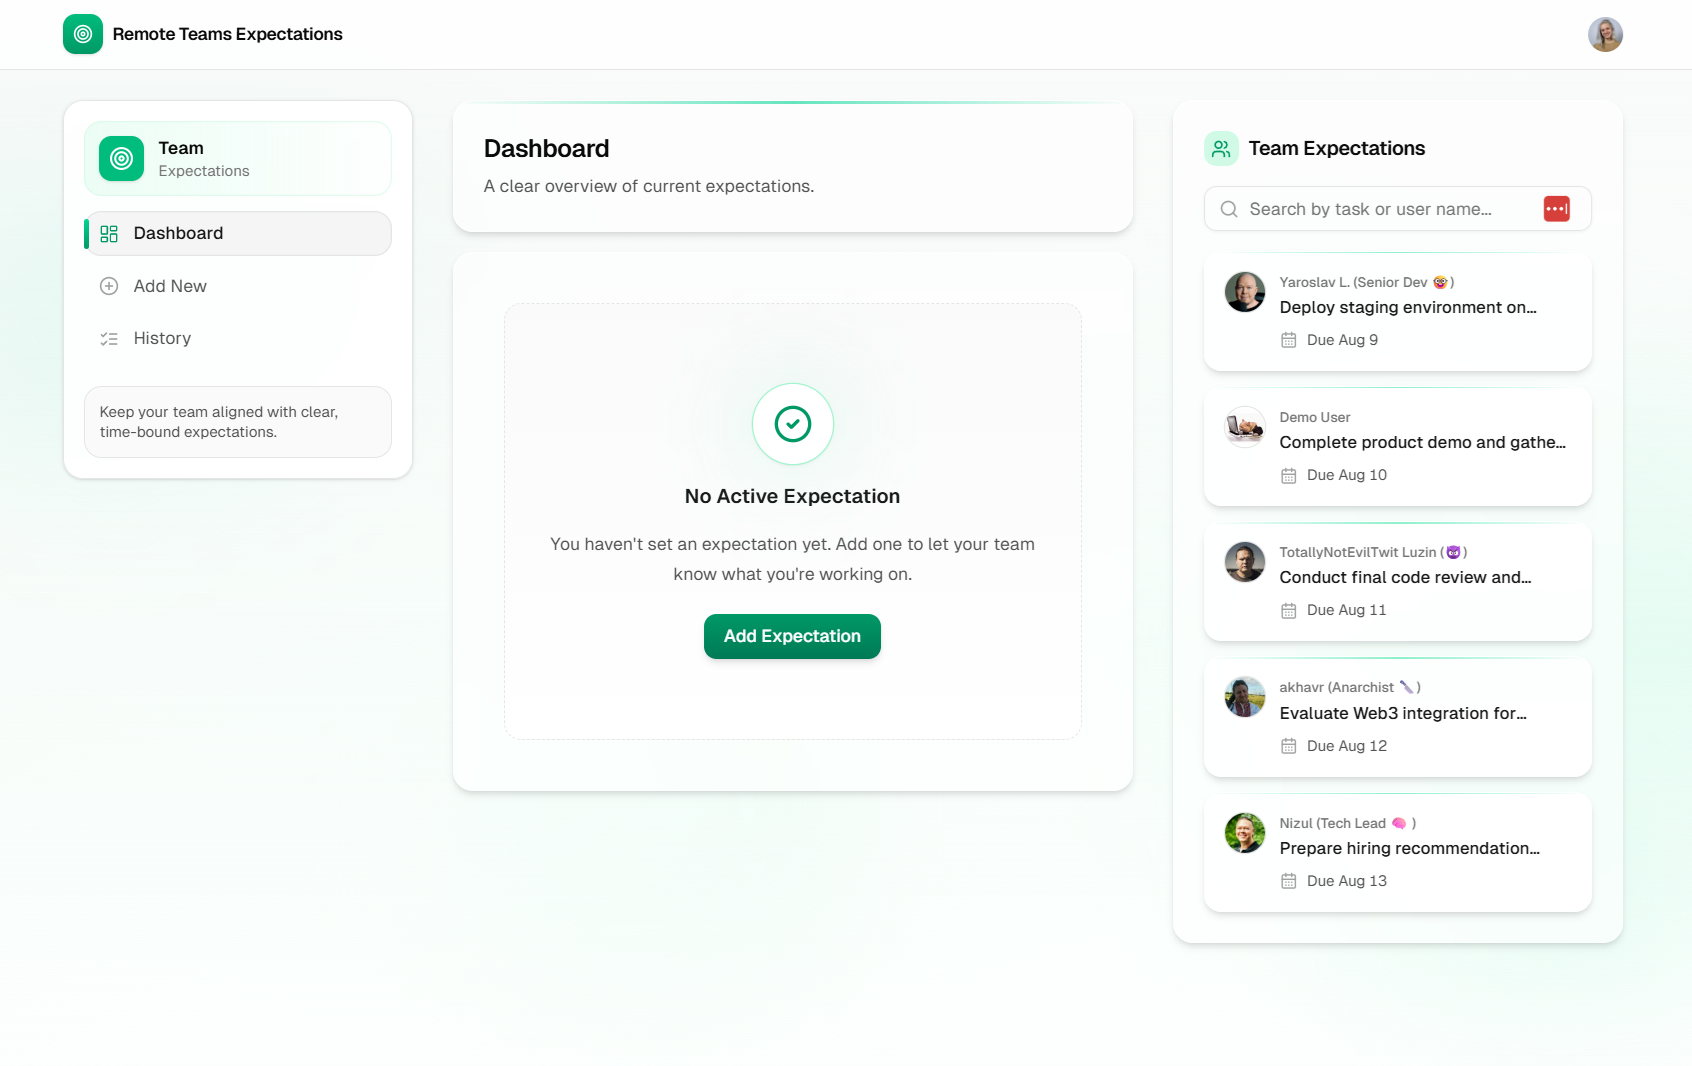 Remote Teams Expectations
Team
Expectations
Dashboard
Add New
History
Keep your team aligned with clear,
time-bound expectations.
Dashboard
A clear overview of current expectations.
No Active Expectation
You haven't set an expectation yet. Add one to let your team
know what you're working on.
Add Expectation
Team Expectations
Search by task or user name...
Yaroslav L. (Senior Dev 🤓)
Deploy staging environment on...
Due Aug 9
Demo User
Complete product demo and gathe...
Due Aug 10
TotallyNotEvilTwit Luzin (😈)
Conduct final code review and...
Due Aug 11
akhavr (Anarchist 🔪)
Evaluate Web3 integration for...
Due Aug 12
Nizul (Tech Lead 🧠 )
Prepare hiring recommendation...
Due Aug 13